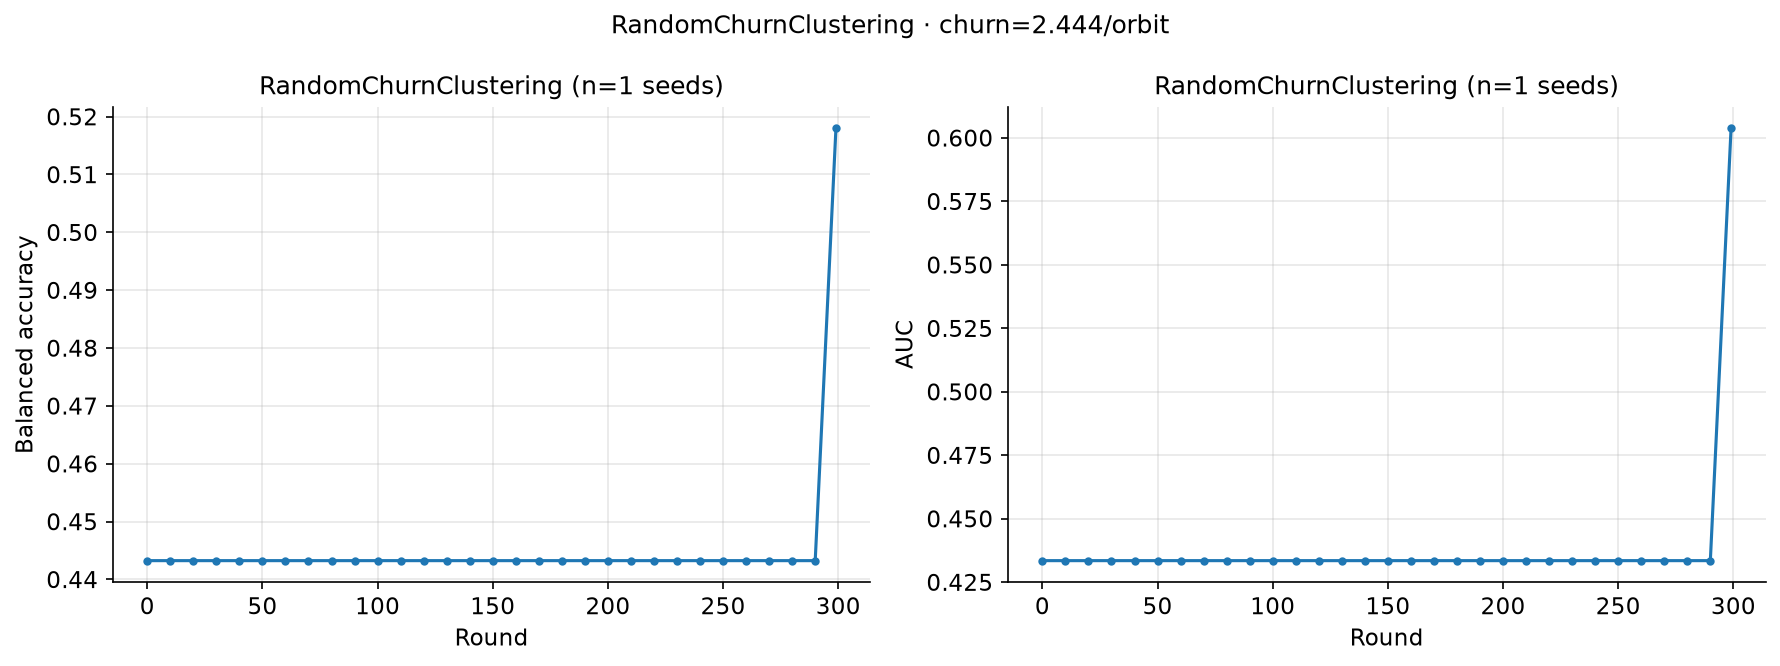 RandomChurnClustering · churn=2.444/orbit
RandomChurnClustering (n=1 seeds)
0.52
0.51
0.50
0.49
0.48
0.47
0.46
0.45
0.44
Balanced accuracy
0 50 100 150 200 250 300
Round
RandomChurnClustering (n=1 seeds)
0.600
0.575
0.550
0.525
0.500
0.475
0.450
0.425
AUC
0 50 100 150 200 250 300
Round